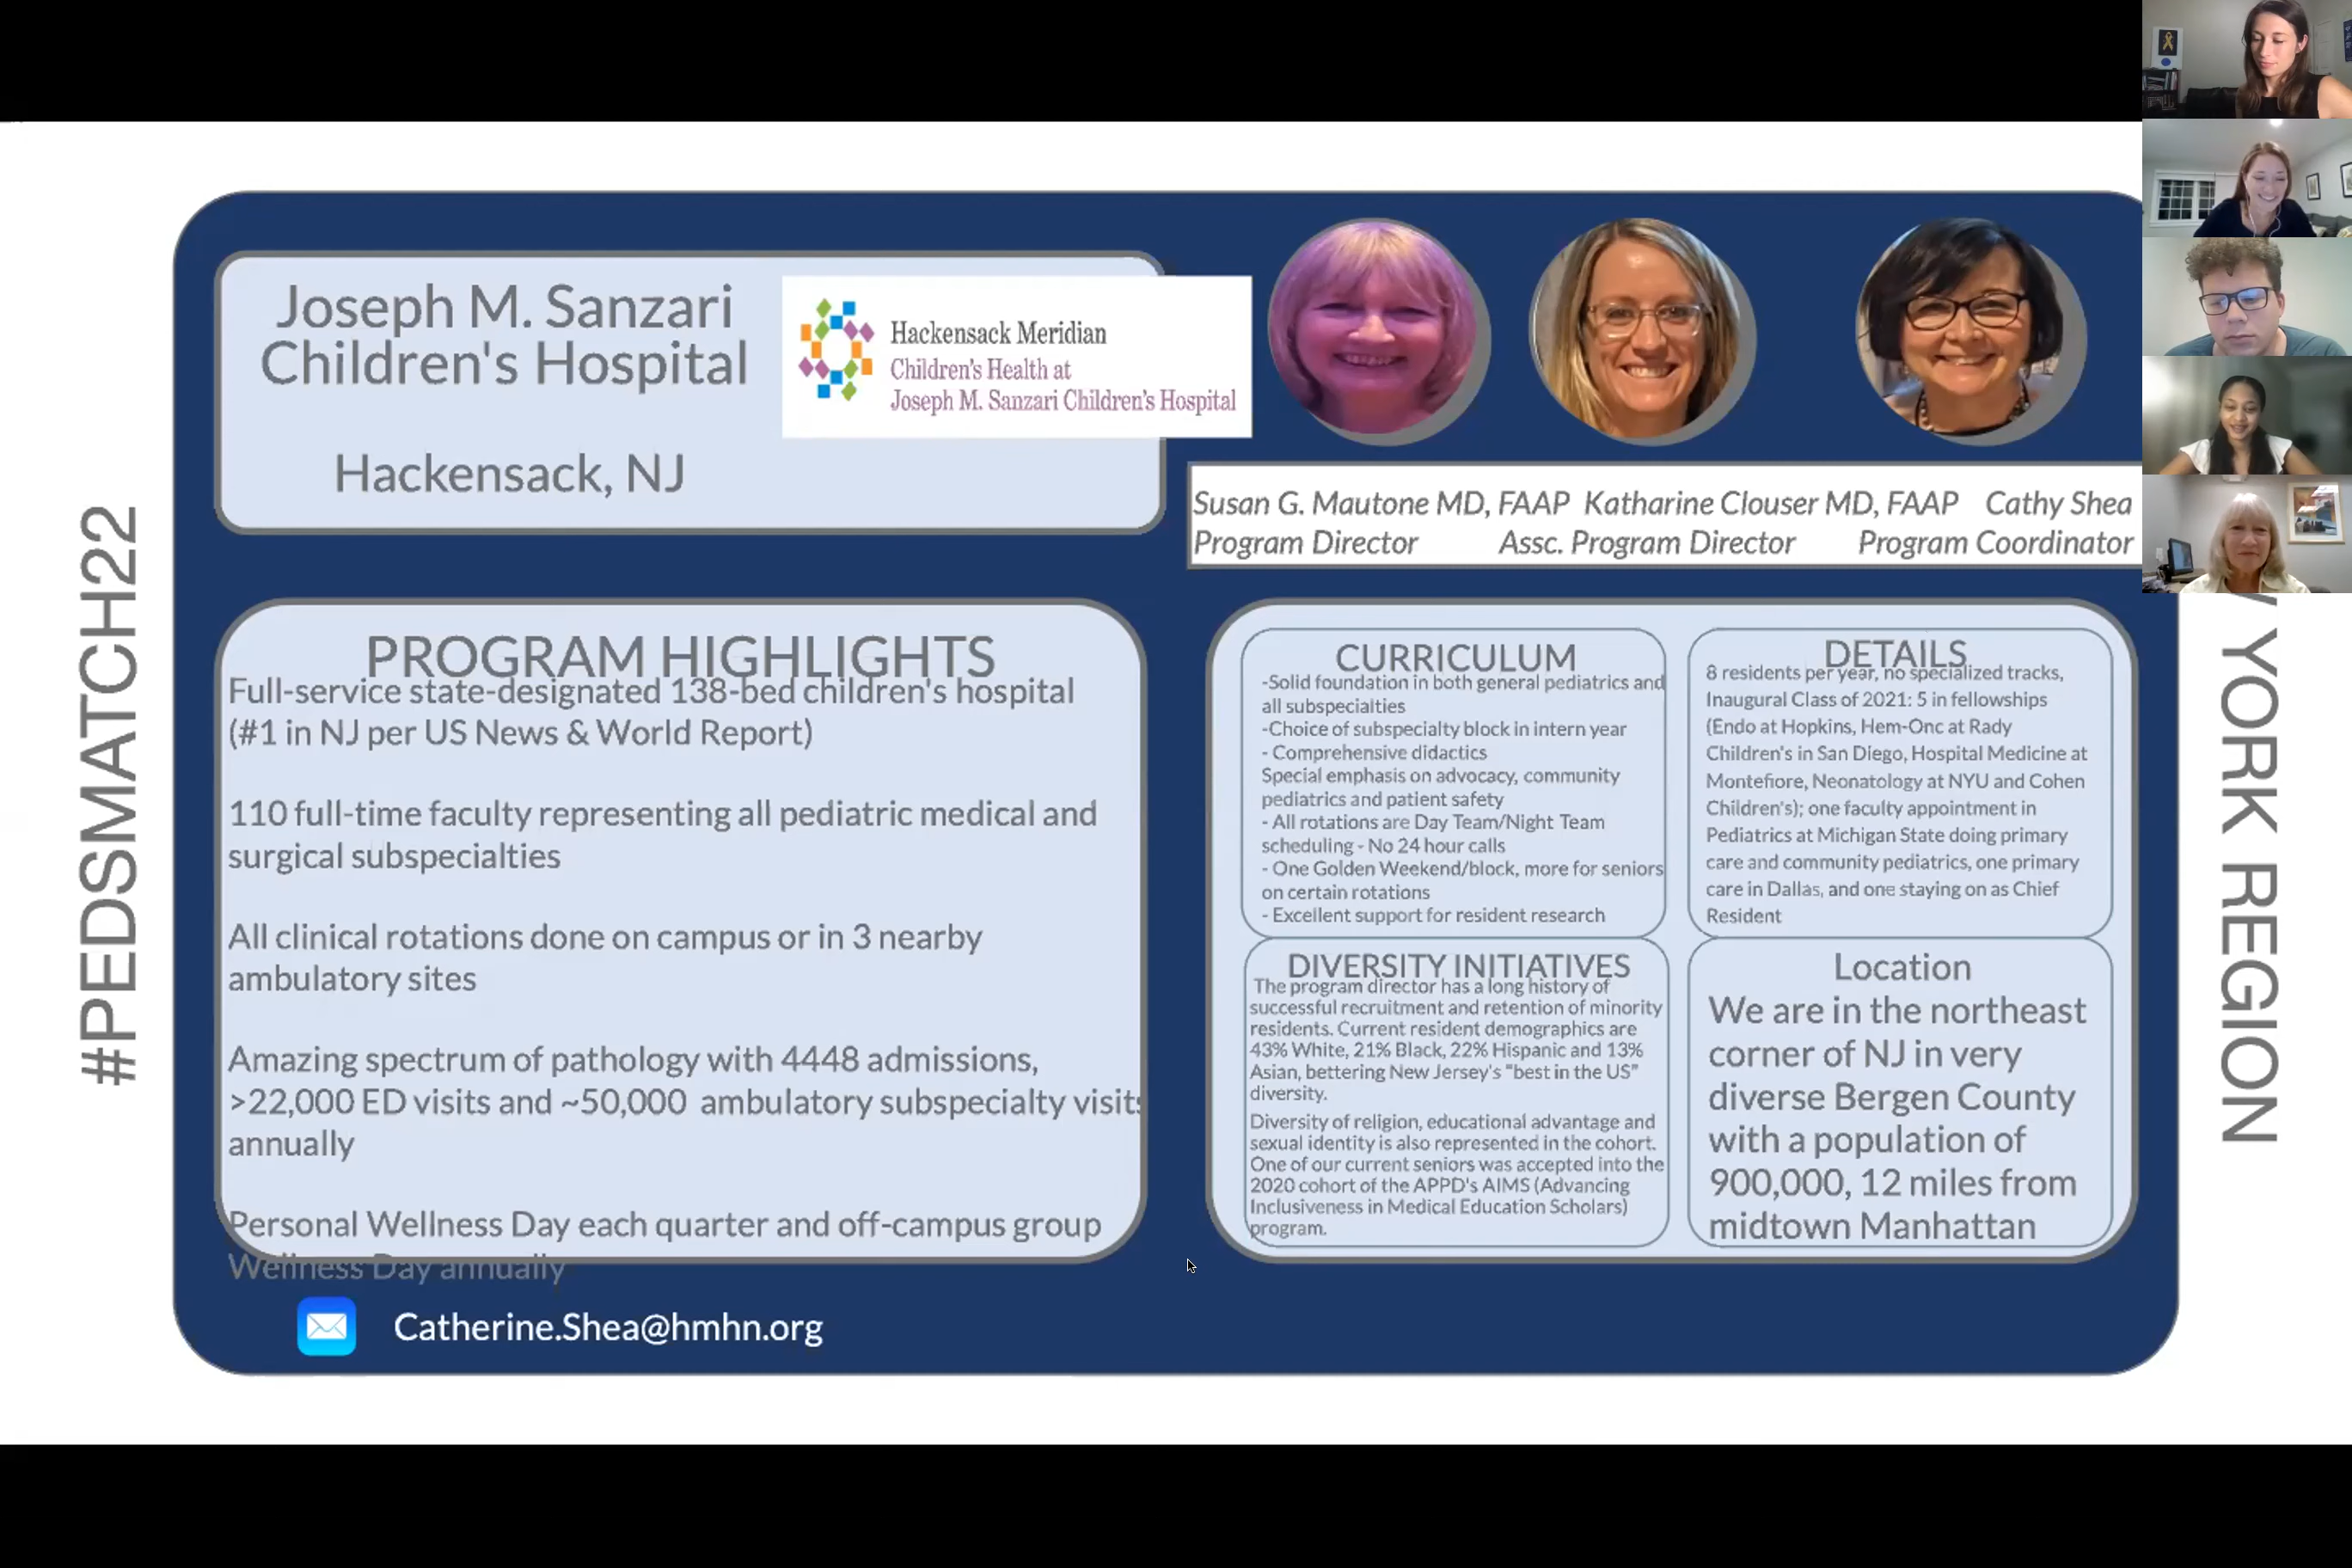 #PEDSMATCH22
Joseph M. Sanzari
Children's Hospital
Hackensack, NJ
Hackensack Meridian
Children's Health at
Joseph M. Sanzari Children's Hospital
Susan G. Mautone MD, FAAP Katharine Clouser MD, FAAP Cathy Shea
Program Director Assc. Program Director Program Coordinator
PROGRAM HIGHLIGHTS
Full-service state-designated 138-bed children's hospital
(#1 in NJ per US News & World Report)
110 full-time faculty representing all pediatric medical and
surgical subspecialties
All clinical rotations done on campus or in 3 nearby
ambulatory sites
Amazing spectrum of pathology with 4448 admissions,
>22,000 ED visits and ~50,000 ambulatory subspecialty visits
annually
Personal Wellness Day each quarter and off-campus group
Wellness Day annually
Catherine.Shea@hmhn.org
CURRICULUM
-Solid foundation in both general pediatrics and
all subspecialties
-Choice of subspecialty block in intern year
- Comprehensive didactics
Special emphasis on advocacy, community
pediatrics and patient safety
- All rotations are Day Team/Night Team
scheduling - No 24 hour calls
- One Golden Weekend/block, more for seniors
on certain rotations
- Excellent support for resident research
DETAILS
8 residents per year, no specialized tracks,
Inaugural Class of 2021: 5 in fellowships
(Endo at Hopkins, Hem-Onc at Rady
Children's in San Diego, Hospital Medicine at
Montefiore, Neonatology at NYU and Cohen
Children's); one faculty appointment in
Pediatrics at Michigan State doing primary
care and community pediatrics, one primary
care in Dallas, and one staying on as Chief
Resident
DIVERSITY INITIATIVES
The program director has a long history of
successful recruitment and retention of minority
residents. Current resident demographics are
43% White, 21% Black, 22% Hispanic and 13%
Asian, bettering New Jersey's "best in the US"
diversity.
Diversity of religion, educational advantage and
sexual identity is also represented in the cohort.
One of our current seniors was accepted into the
2020 cohort of the APPD's AIMS (Advancing
Inclusiveness in Medical Education Scholars)
program.
Location
We are in the northeast
corner of NJ in very
diverse Bergen County
with a population of
900,000, 12 miles from
midtown Manhattan
YORK REGION